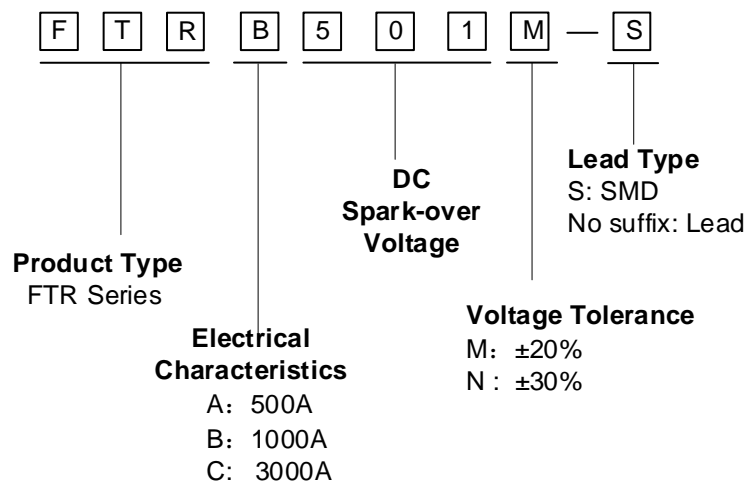 F T R B 5 0 1 M — S
Lead Type
S: SMD
No suffix: Lead
DC
Spark-over
Voltage
Product Type
FTR Series
Voltage Tolerance
M： ±20%
N : ±30%
Electrical
Characteristics
A： 500A
B： 1000A
C: 3000A